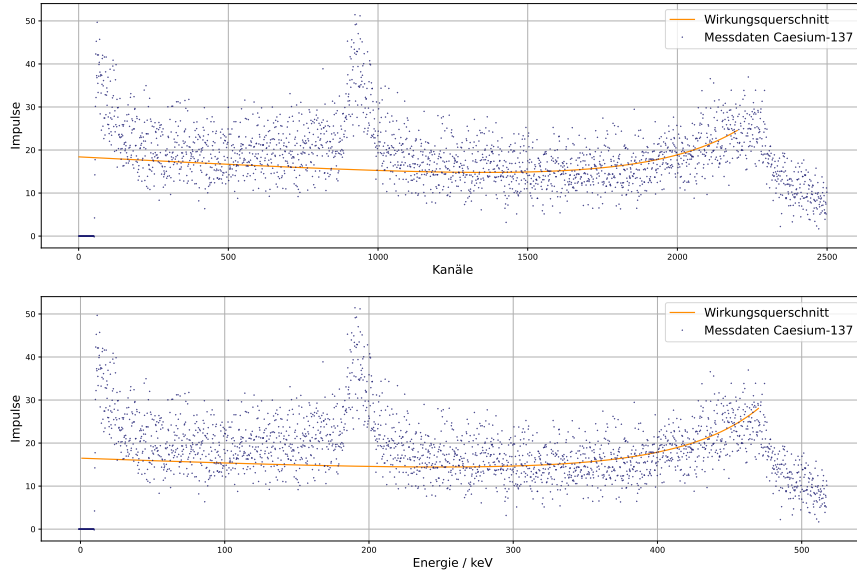 50
40
30
20
10
0
Impulse
Wirkungsquerschnitt
Messdaten Caesium-137
0 500 1000 1500 2000 2500
Kanäle
50
40
30
20
10
0
Impulse
Wirkungsquerschnitt
Messdaten Caesium-137
0 100 200 300 400 500
Energie / keV